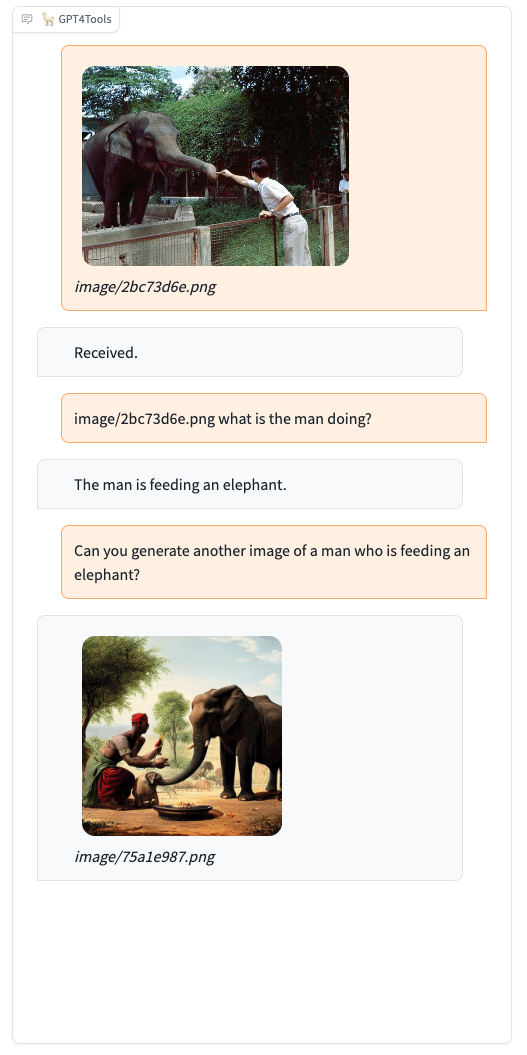 GPT4Tools
image/2bc73d6e.png
Received.
image/2bc73d6e.png what is the man doing?
The man is feeding an elephant.
Can you generate another image of a man who is feeding an
elephant?
image/75a1e987.png